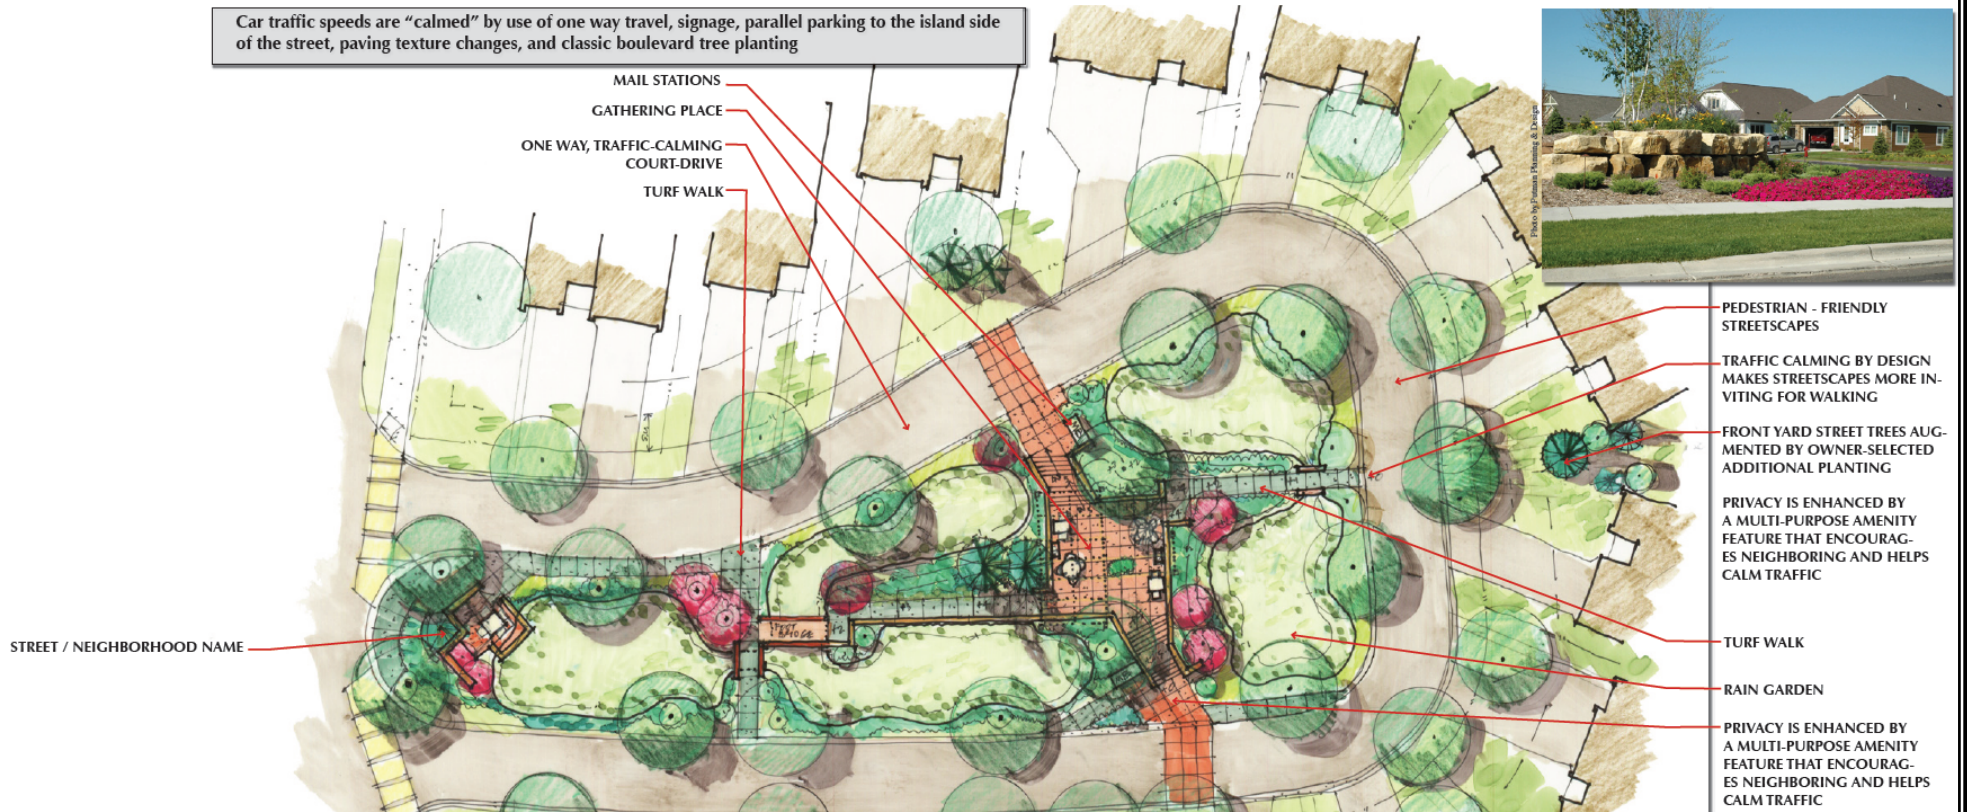 Car traffic speeds are “calmed” by use of one way travel, signage, parallel parking to the island side
of the street, paving texture changes, and classic boulevard tree planting
MAIL STATIONS
GATHERING PLACE
ONE WAY, TRAFFIC-CALMING
COURT-DRIVE
TURF WALK
Photo by Putman Planning & Design
PEDESTRIAN - FRIENDLY
STREETSCAPES
TRAFFIC CALMING BY DESIGN
MAKES STREETSCAPES MORE IN-
VITING FOR WALKING
FRONT YARD STREET TREES AUG-
MENTED BY OWNER-SELECTED
ADDITIONAL PLANTING
PRIVACY IS ENHANCED BY
A MULTI-PURPOSE AMENITY
FEATURE THAT ENCOURAG-
ES NEIGHBORING AND HELPS
CALM TRAFFIC
STREET / NEIGHBORHOOD NAME
TURF WALK
RAIN GARDEN
PRIVACY IS ENHANCED BY
A MULTI-PURPOSE AMENITY
FEATURE THAT ENCOURAG-
ES NEIGHBORING AND HELPS
CALM TRAFFIC